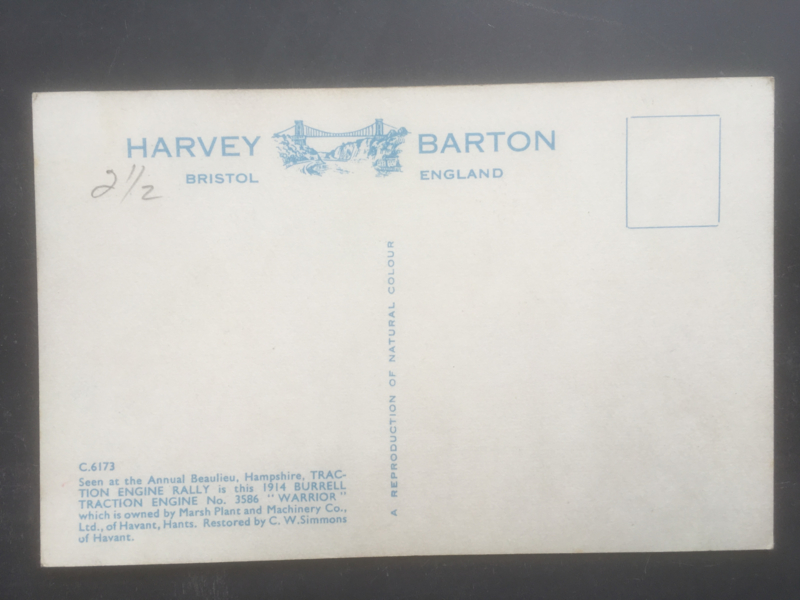 HARVEY BARTON
BRISTOL ENGLAND
2½
A REPRODUCTION OF NATURAL COLOUR
C.6173
Seen at the Annual Beaulieu, Hampshire, TRAC-
TION ENGINE RALLY is this 1914 BURRELL
TRACTION ENGINE No. 3586 "WARRIOR"
which is owned by Marsh Plant and Machinery Co.,
Ltd., of Havant, Hants. Restored by C. W. Simmons
of Havant.